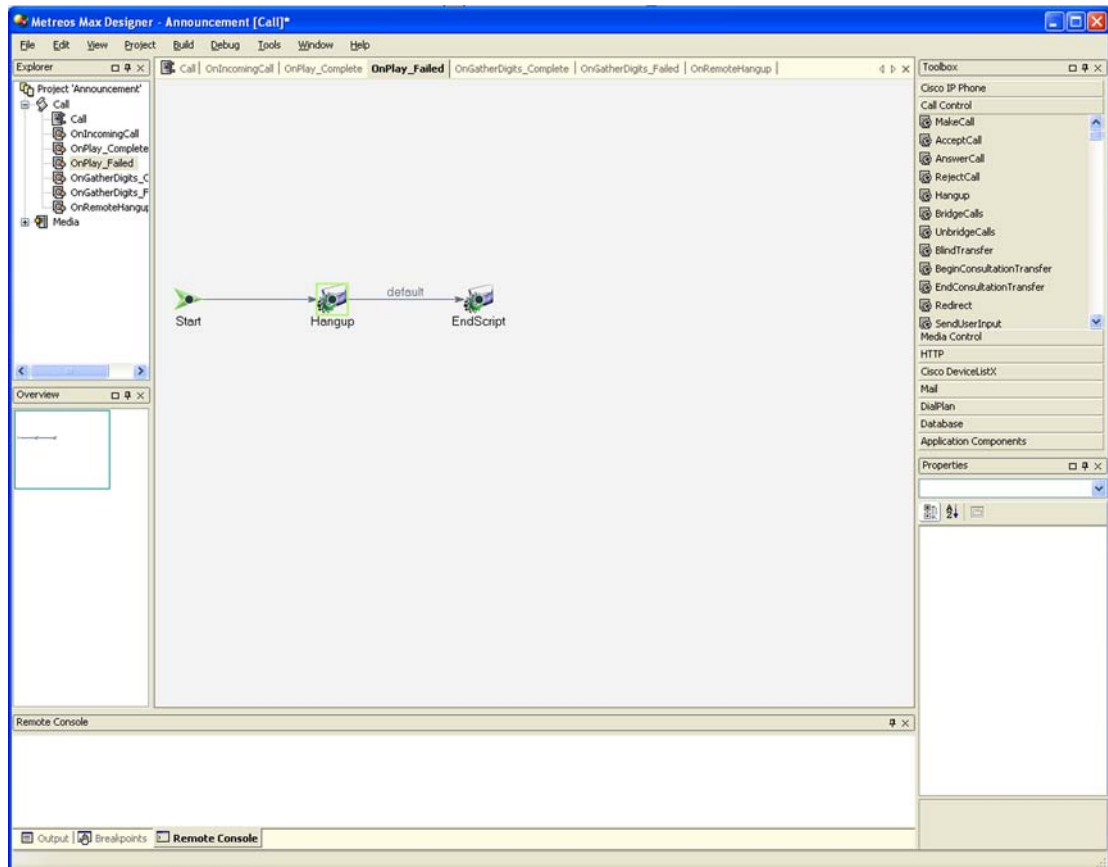 Metreos Max Designer - Announcement [Call]*
File Edit View Project Build Debug Tools Window Help
Explorer
Project 'Announcement'
Call
Call
OnIncomingCall
OnPlay_Complete
OnPlay_Failed
OnGatherDigits_C
OnGatherDigits_F
OnRemoteHangup
Media
Overview
Call | OnIncomingCall | OnPlay_Complete OnPlay_Failed OnGatherDigits_Complete | OnGatherDigits_Failed | OnRemoteHangup |
Start
Hangup
default
EndScript
Toolbox
Cisco IP Phone
Call Control
MakeCall
AcceptCall
AnswerCall
RejectCall
Hangup
BridgeCalls
UnbridgeCalls
BlindTransfer
BeginConsultationTransfer
EndConsultationTransfer
Redirect
SendUserInput
Media Control
HTTP
Cisco DeviceListX
Mail
DialPlan
Database
Application Components
Properties
Remote Console
Output | Breakpoints Remote Console